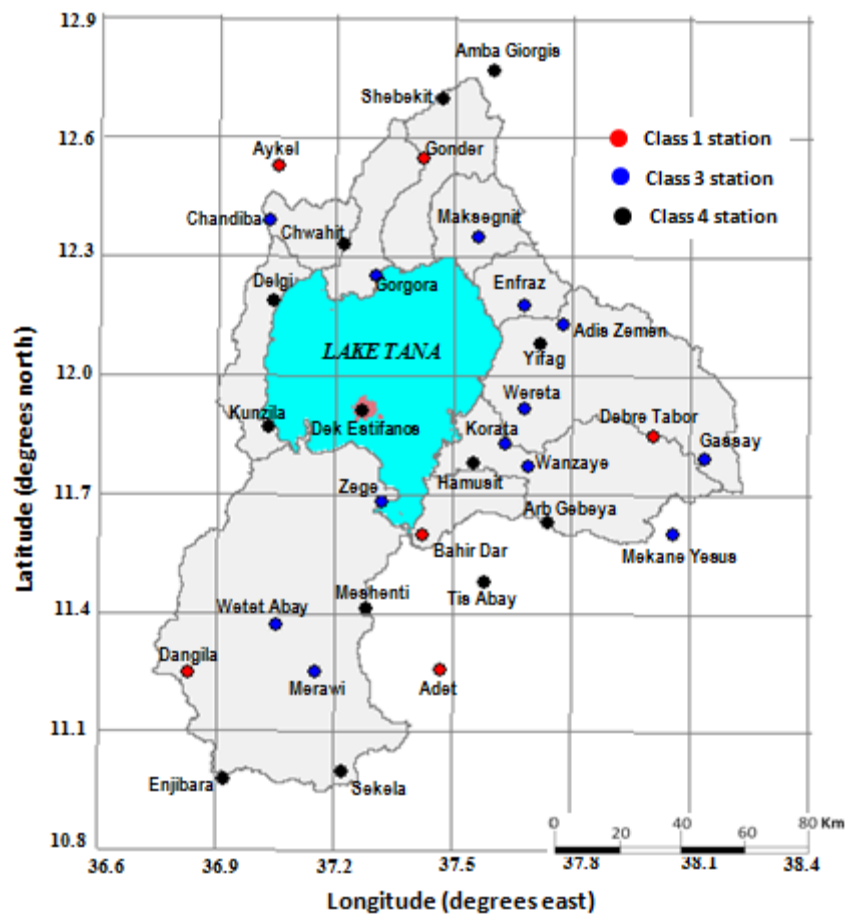 12.9
Amba Giorgis
Shebekit
12.6
Class 1 station
Aykel
Gonder
Class 3 station
Chandiba
Maksegnit
Class 4 station
Chwahit
12.3
Delgi
Gorgora
Enfraz
Adis Zemen
LAKE TANA
Yifag
12.0
Wereta
Kunzila
Dek Estifanos
Korata
Debre Tabor
Gassay
Wanzaye
Hamusit
Zege
11.7
Arb Gebeya
Bahir Dar
Mekane Yesus
Meshenti
Tis Abay
Wetet Abay
11.4
Dangila
Merawi
Adet
11.1
Enjibara
Sekela
10.8
0 40 80 Km
20 60
36.6 36.9 37.2 37.5 37.8 38.1 38.4
Longitude (degrees east)
Latitude (degrees north)